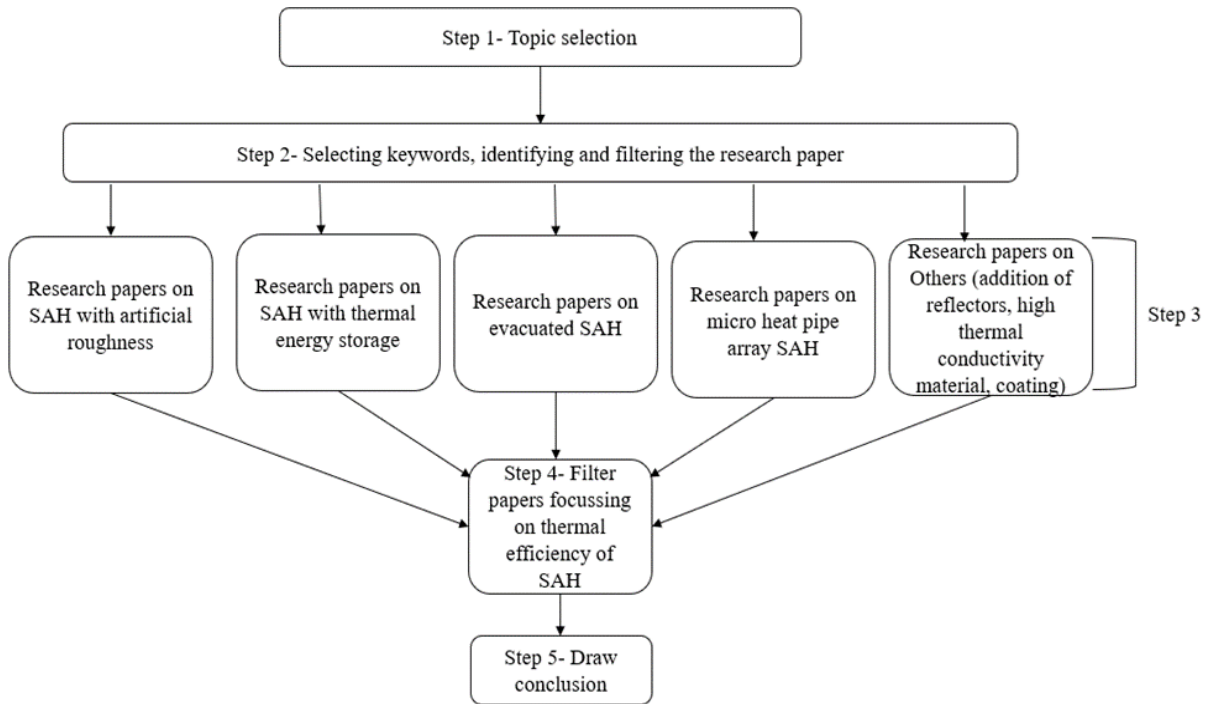 Step 1- Topic selection
Step 2- Selecting keywords, identifying and filtering the research paper
Research papers on
SAH with artificial
roughness
Research papers on
SAH with thermal
energy storage
Research papers on
evacuated SAH
Research papers on
micro heat pipe
array SAH
Research papers on
Others (addition of
reflectors, high
thermal
conductivity
material, coating)
Step 3
Step 4- Filter
papers focussing
on thermal
efficiency of
SAH
Step 5- Draw
conclusion